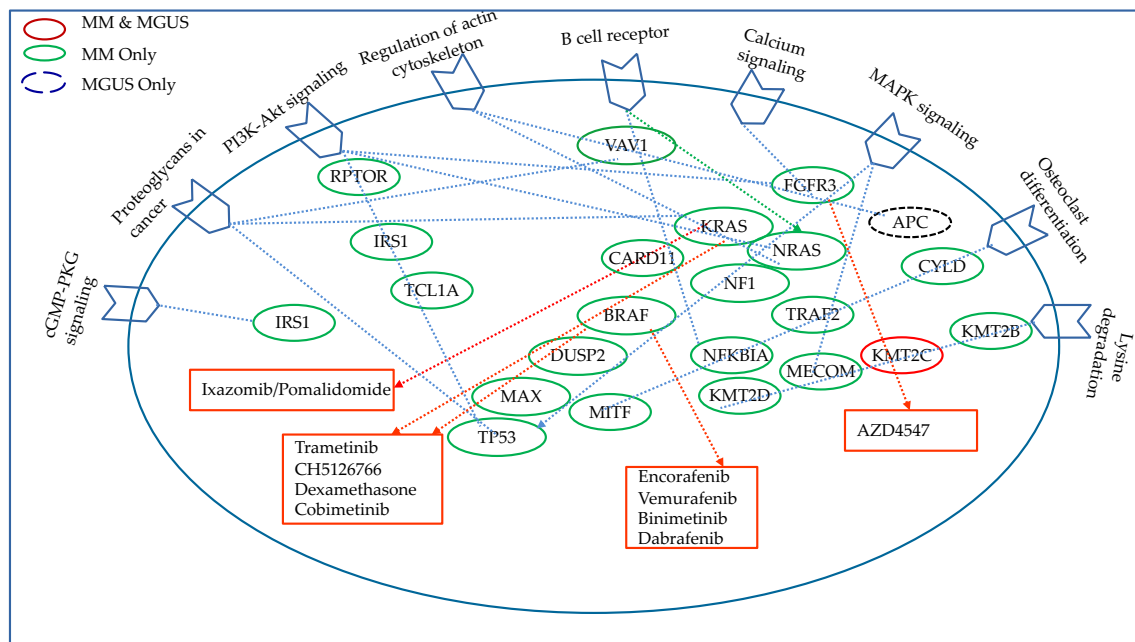 MM & MGUS
MM Only
MGUS Only
cGMP-PKG
signaling
Proteoglycans in
cancer
PI3K-Akt signaling
Regulation of actin
cytoskeleton
B cell receptor
Calcium
signaling
MAPK signaling
Osteoclast
differentiation
Lysine
degradation
VAV1
RPTOR
FGFR3
APC
KRAS
IRS1
NRAS
CARD11
CYLD
NF1
TCL1A
BRAF
TRAF2
IRS1
KMT2B
DUSP2
NFKBIA
KMT2C
MECOM
MAX
KMT2D
MITF
TP53
Ixazomib/Pomalidomide
Trametinib
CH5126766
Dexamethasone
Cobimetinib
Encorafenib
Vemurafenib
Binimetinib
Dabrafenib
AZD4547